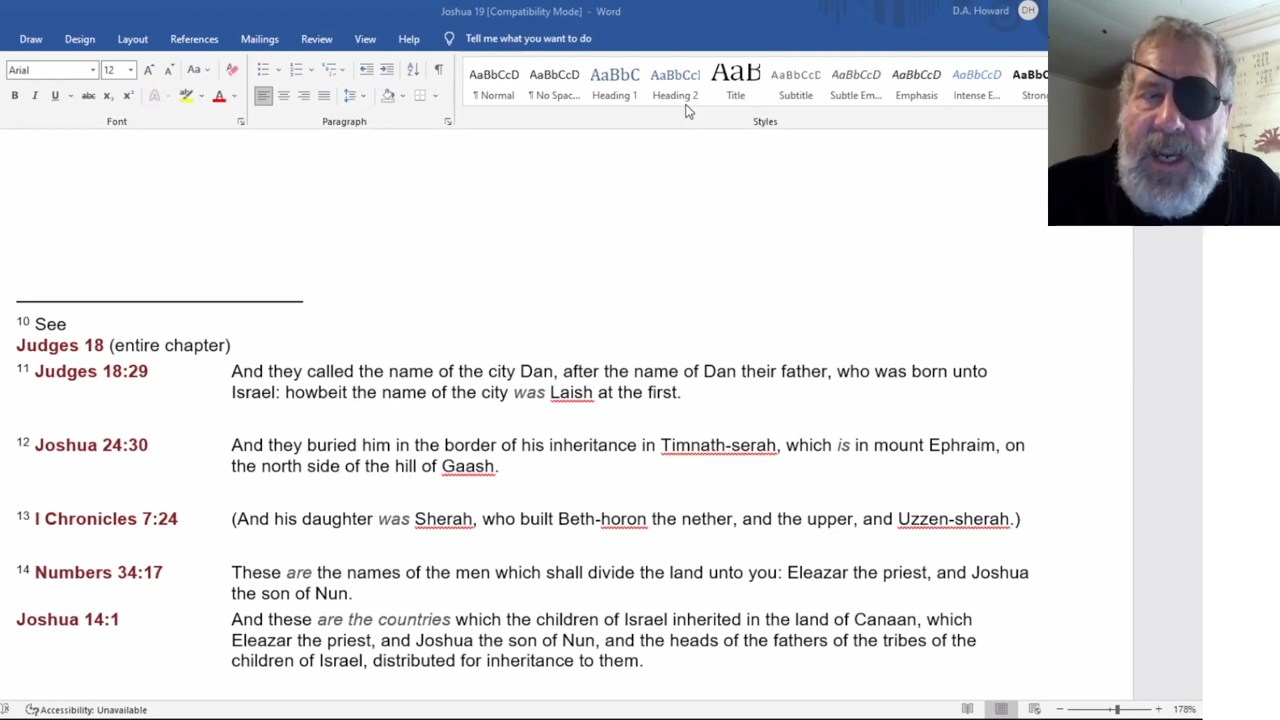 Joshua 19 [Compatibility Mode] - Word
D.A. Howard DH
Draw Design Layout References Mailings Review View Help Tell me what you want to do
Arial 12
AaBbCcD AaBbCcD AaBbC AaBbCcI AaB AaBbCcD AaBbCcD AaBbCcD AaBbCcD AaBbCc
¶ Normal ¶ No Spac... Heading 1 Heading 2 Title Subtitle Subtle Em... Emphasis Intense E... Strong
Font Paragraph Styles
10 See
Judges 18 (entire chapter)
11 Judges 18:29 And they called the name of the city Dan, after the name of Dan their father, who was born unto
Israel: howbeit the name of the city was Laish at the first.
12 Joshua 24:30 And they buried him in the border of his inheritance in Timnath-serah, which is in mount Ephraim, on
the north side of the hill of Gaash.
13 I Chronicles 7:24 (And his daughter was Sherah, who built Beth-horon the nether, and the upper, and Uzzen-sherah.)
14 Numbers 34:17 These are the names of the men which shall divide the land unto you: Eleazar the priest, and Joshua
the son of Nun.
Joshua 14:1 And these are the countries which the children of Israel inherited in the land of Canaan, which
Eleazar the priest, and Joshua the son of Nun, and the heads of the fathers of the tribes of the
children of Israel, distributed for inheritance to them.
Accessibility: Unavailable
178%